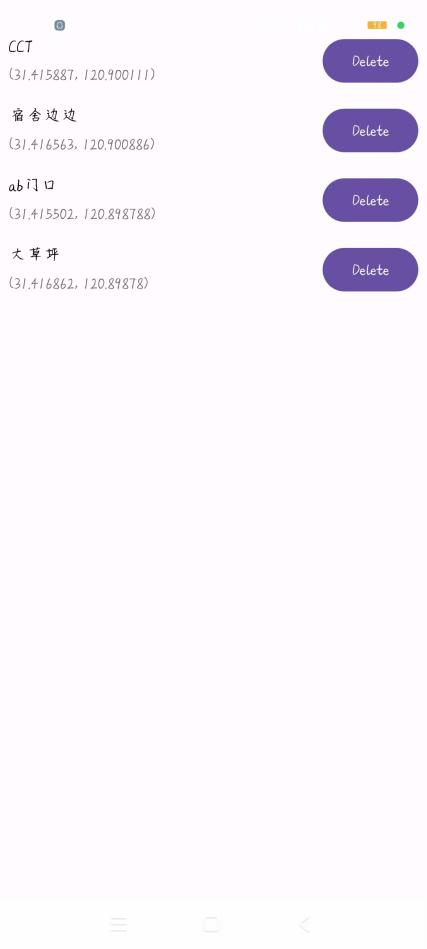 CCT
Delete
(31.415887, 120.900111)
宿舍边边
Delete
(31.416563, 120.900886)
ab门口
Delete
(31.415502, 120.898788)
大草坪
Delete
(31.416862, 120.89878)